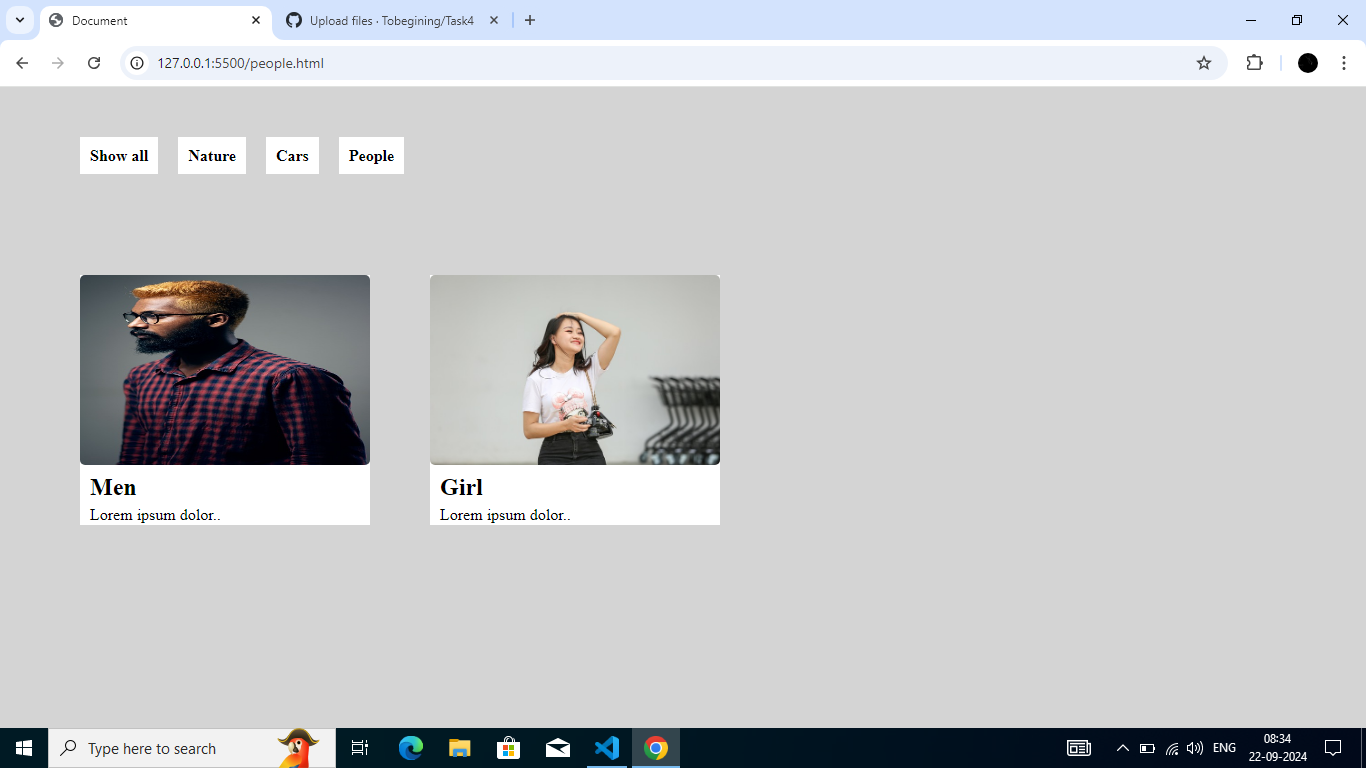 Document
Upload files · Tobegining/Task4
127.0.0.1:5500/people.html
Show all
Nature
Cars
People
Men
Lorem ipsum dolor..
Girl
Lorem ipsum dolor..
Type here to search
ENG
08:34
22-09-2024